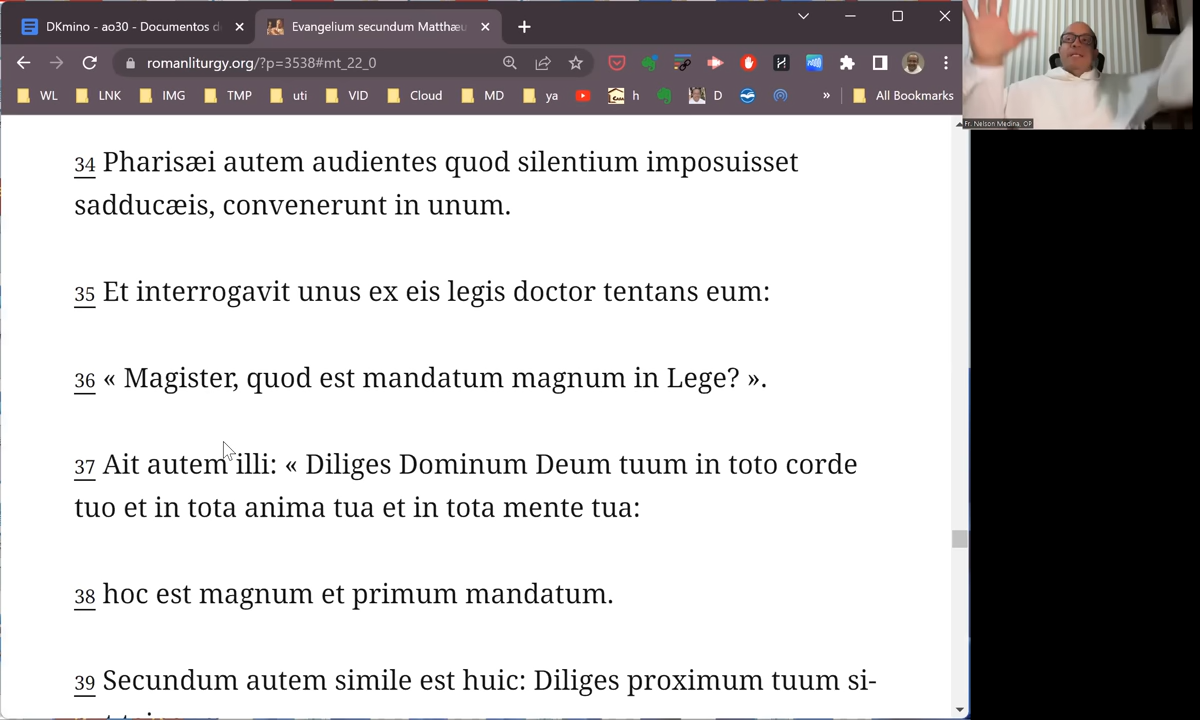 DKmino - ao30 - Documentos d
Evangelium secundum Matthæu
romanliturgy.org/?p=3538#mt_22_0
WL LNK IMG TMP uti VID Cloud MD ya h D » All Bookmarks
Fr. Nelson Medina, OP
34 Pharisæi autem audientes quod silentium imposuisset
sadducæis, convenerunt in unum.
35 Et interrogavit unus ex eis legis doctor tentans eum:
36 « Magister, quod est mandatum magnum in Lege? ».
37 Ait autem illi: « Diliges Dominum Deum tuum in toto corde
tuo et in tota anima tua et in tota mente tua:
38 hoc est magnum et primum mandatum.
39 Secundum autem simile est huic: Diliges proximum tuum si-